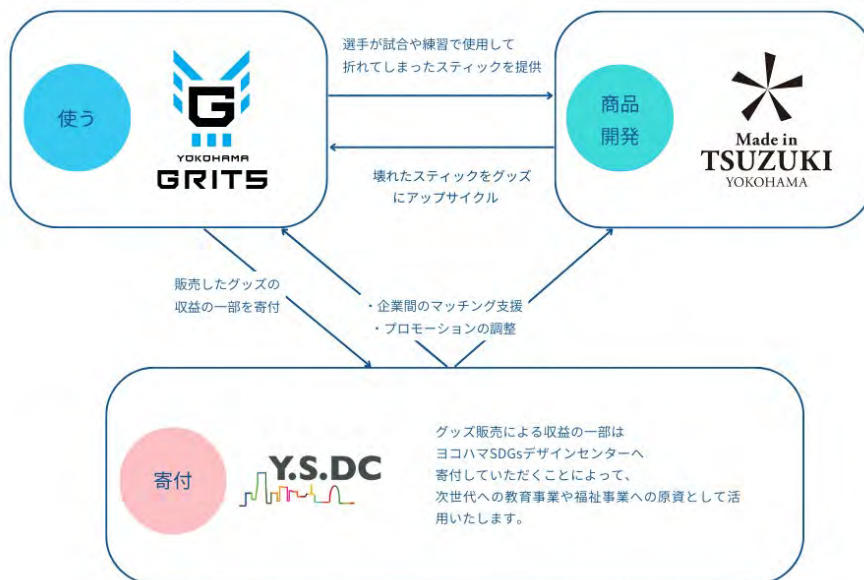 使う
YOKOHAMA
GRITS
選手が試合や練習で使用して
折れてしまったスティックを提供
壊れたスティックをグッズ
にアップサイクル
商品
開発
Made in
TSUZUKI
YOKOHAMA
販売したグッズの
収益の一部を寄付
・企業間のマッチング支援
・プロモーションの調整
寄付
Y.S.DC
グッズ販売による収益の一部は
ヨコハマSDGsデザインセンターへ
寄付していただくことによって、
次世代への教育事業や福祉事業への原資として活
用いたします。